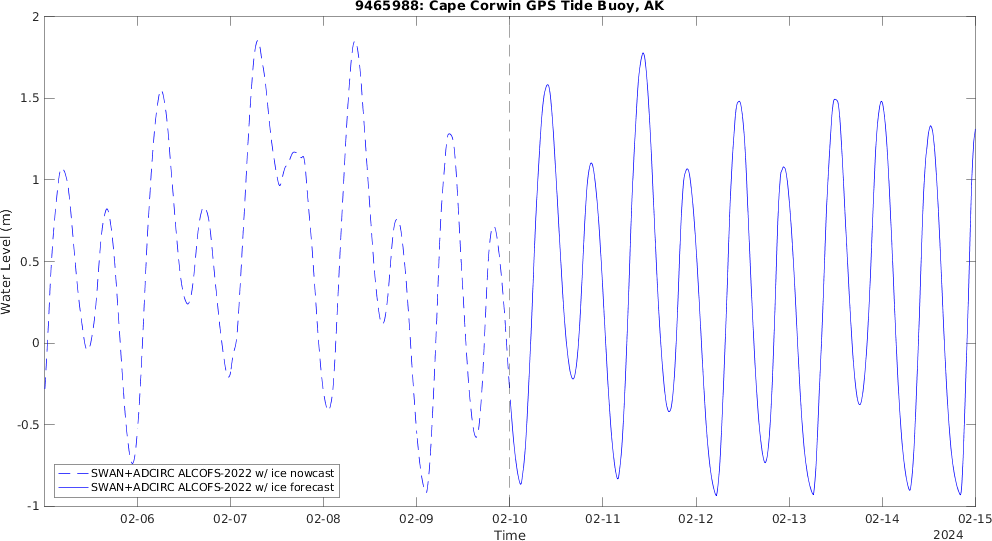 9465988: Cape Corwin GPS Tide Buoy, AK
Water Level (m)
2
1.5
1
0.5
0
-0.5
-1
SWAN+ADCIRC ALCOFS-2022 w/ ice nowcast
SWAN+ADCIRC ALCOFS-2022 w/ ice forecast
02-06 02-07 02-08 02-09 02-10 02-11 02-12 02-13 02-14 02-15
Time
2024